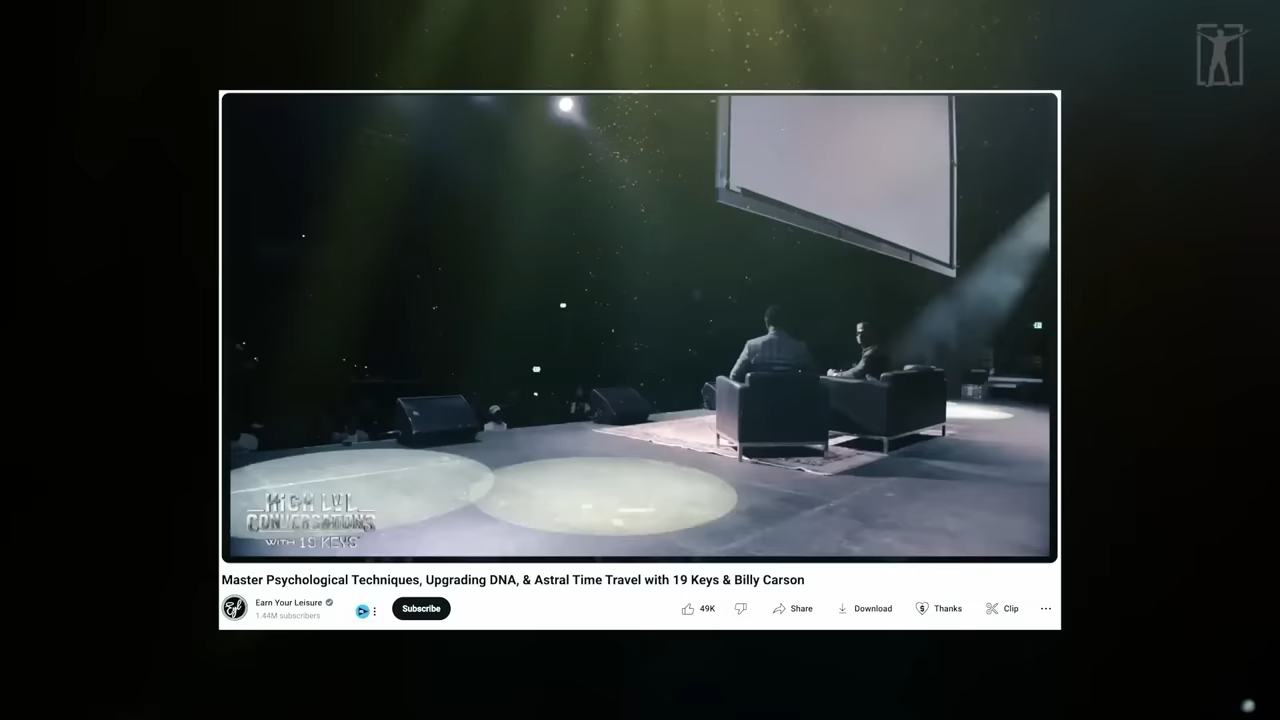 HIGH LVL
CONVERSATIONS
WITH 19 KEYS
Master Psychological Techniques, Upgrading DNA, & Astral Time Travel with 19 Keys & Billy Carson
EYL
Earn Your Leisure
1.44M subscribers
Subscribe
49K
Share
Download
Thanks
Clip